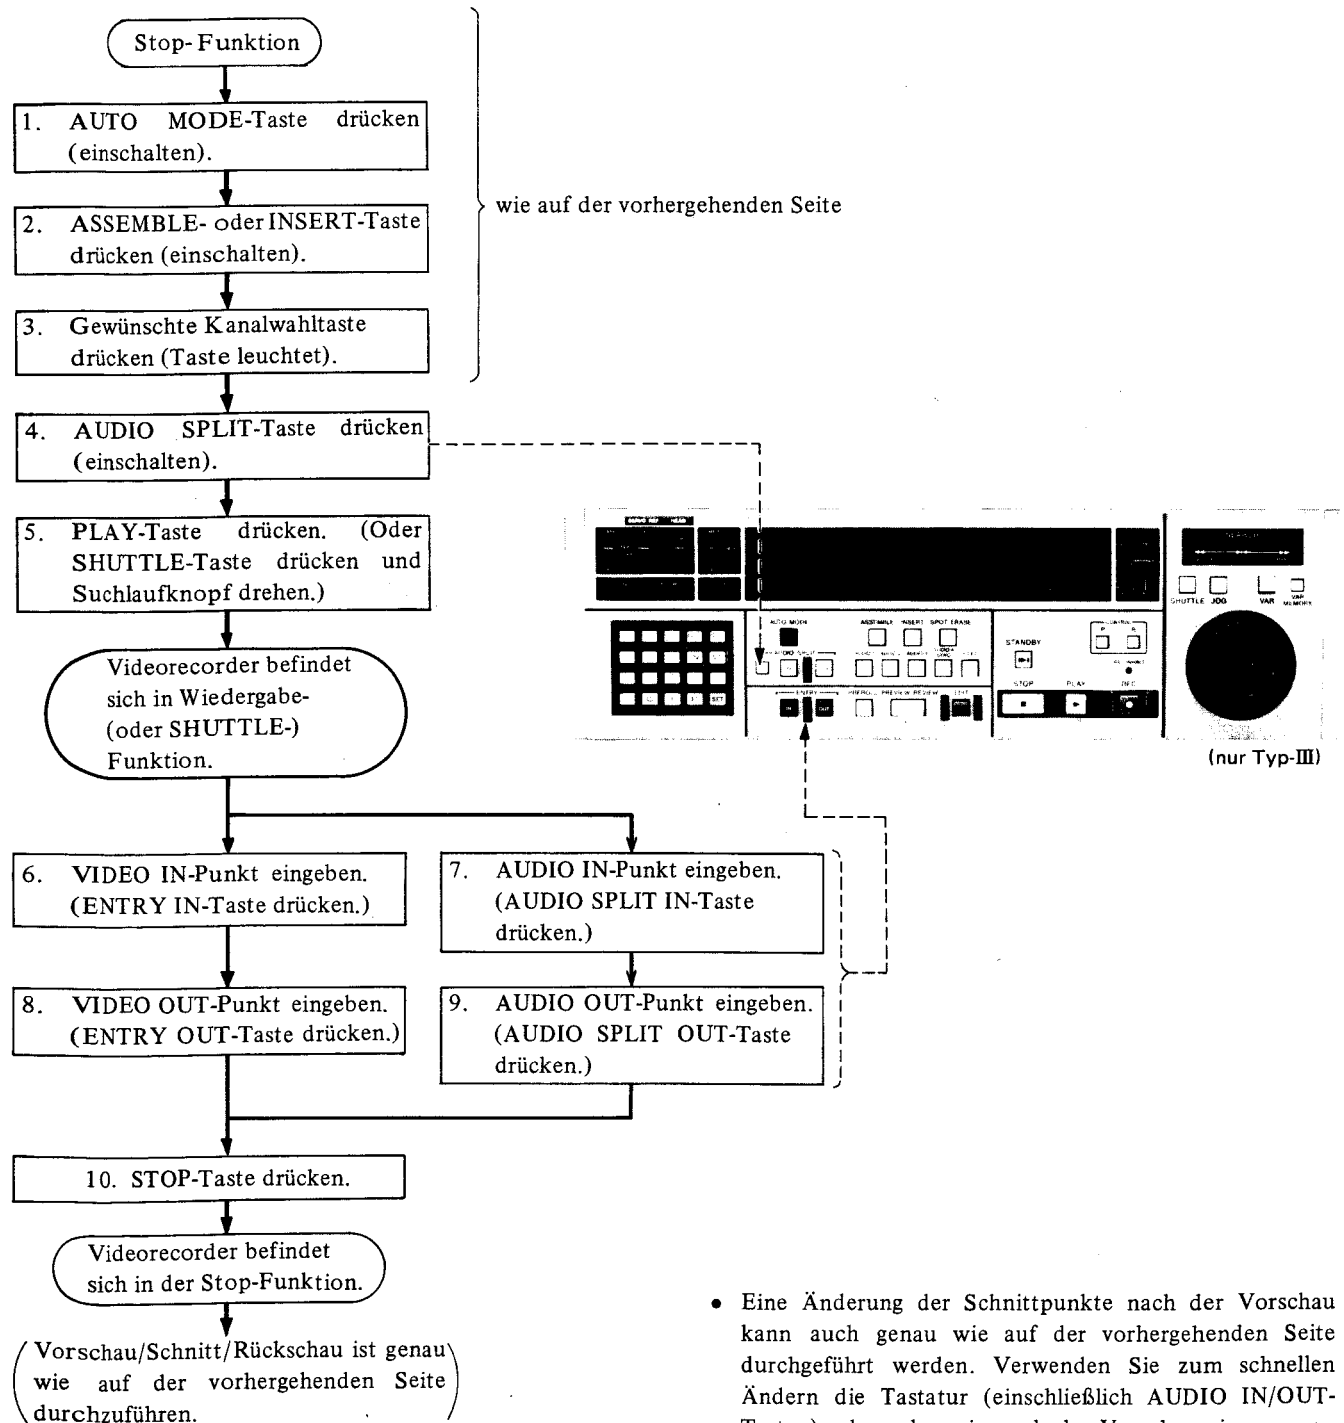 Stop-Funktion
1. AUTO MODE-Taste drücken
(einschalten).
2. ASSEMBLE- oder INSERT-Taste
drücken (einschalten).
3. Gewünschte Kanalwahltaste
drücken (Taste leuchtet).
wie auf der vorhergehenden Seite
4. AUDIO SPLIT-Taste drücken
(einschalten).
5. PLAY-Taste drücken. (Oder
SHUTTLE-Taste drücken und
Suchlaufknopf drehen.)
Videorecorder befindet
sich in Wiedergabe-
(oder SHUTTLE-)
Funktion.
SHUTTLE JOG VAR VAR
MEMORY
AUTO MODE ASSEMBLE INSERT SPOT ERASE
STANDBY
STOP PLAY REC
ENTRY PREROLL PREVIEW REVIEW EDIT
IN OUT
(nur Typ-III)
6. VIDEO IN-Punkt eingeben.
(ENTRY IN-Taste drücken.)
7. AUDIO IN-Punkt eingeben.
(AUDIO SPLIT IN-Taste
drücken.)
8. VIDEO OUT-Punkt eingeben.
(ENTRY OUT-Taste drücken.)
9. AUDIO OUT-Punkt eingeben.
(AUDIO SPLIT OUT-Taste
drücken.)
10. STOP-Taste drücken.
Videorecorder befindet
sich in der Stop-Funktion.
Vorschau/Schnitt/Rückschau ist genau
wie auf der vorhergehenden Seite
durchzuführen.
• Eine Änderung der Schnittpunkte nach der Vorschau
kann auch genau wie auf der vorhergehenden Seite
durchgeführt werden. Verwenden Sie zum schnellen
Ändern die Tastatur (einschließlich AUDIO IN/OUT-